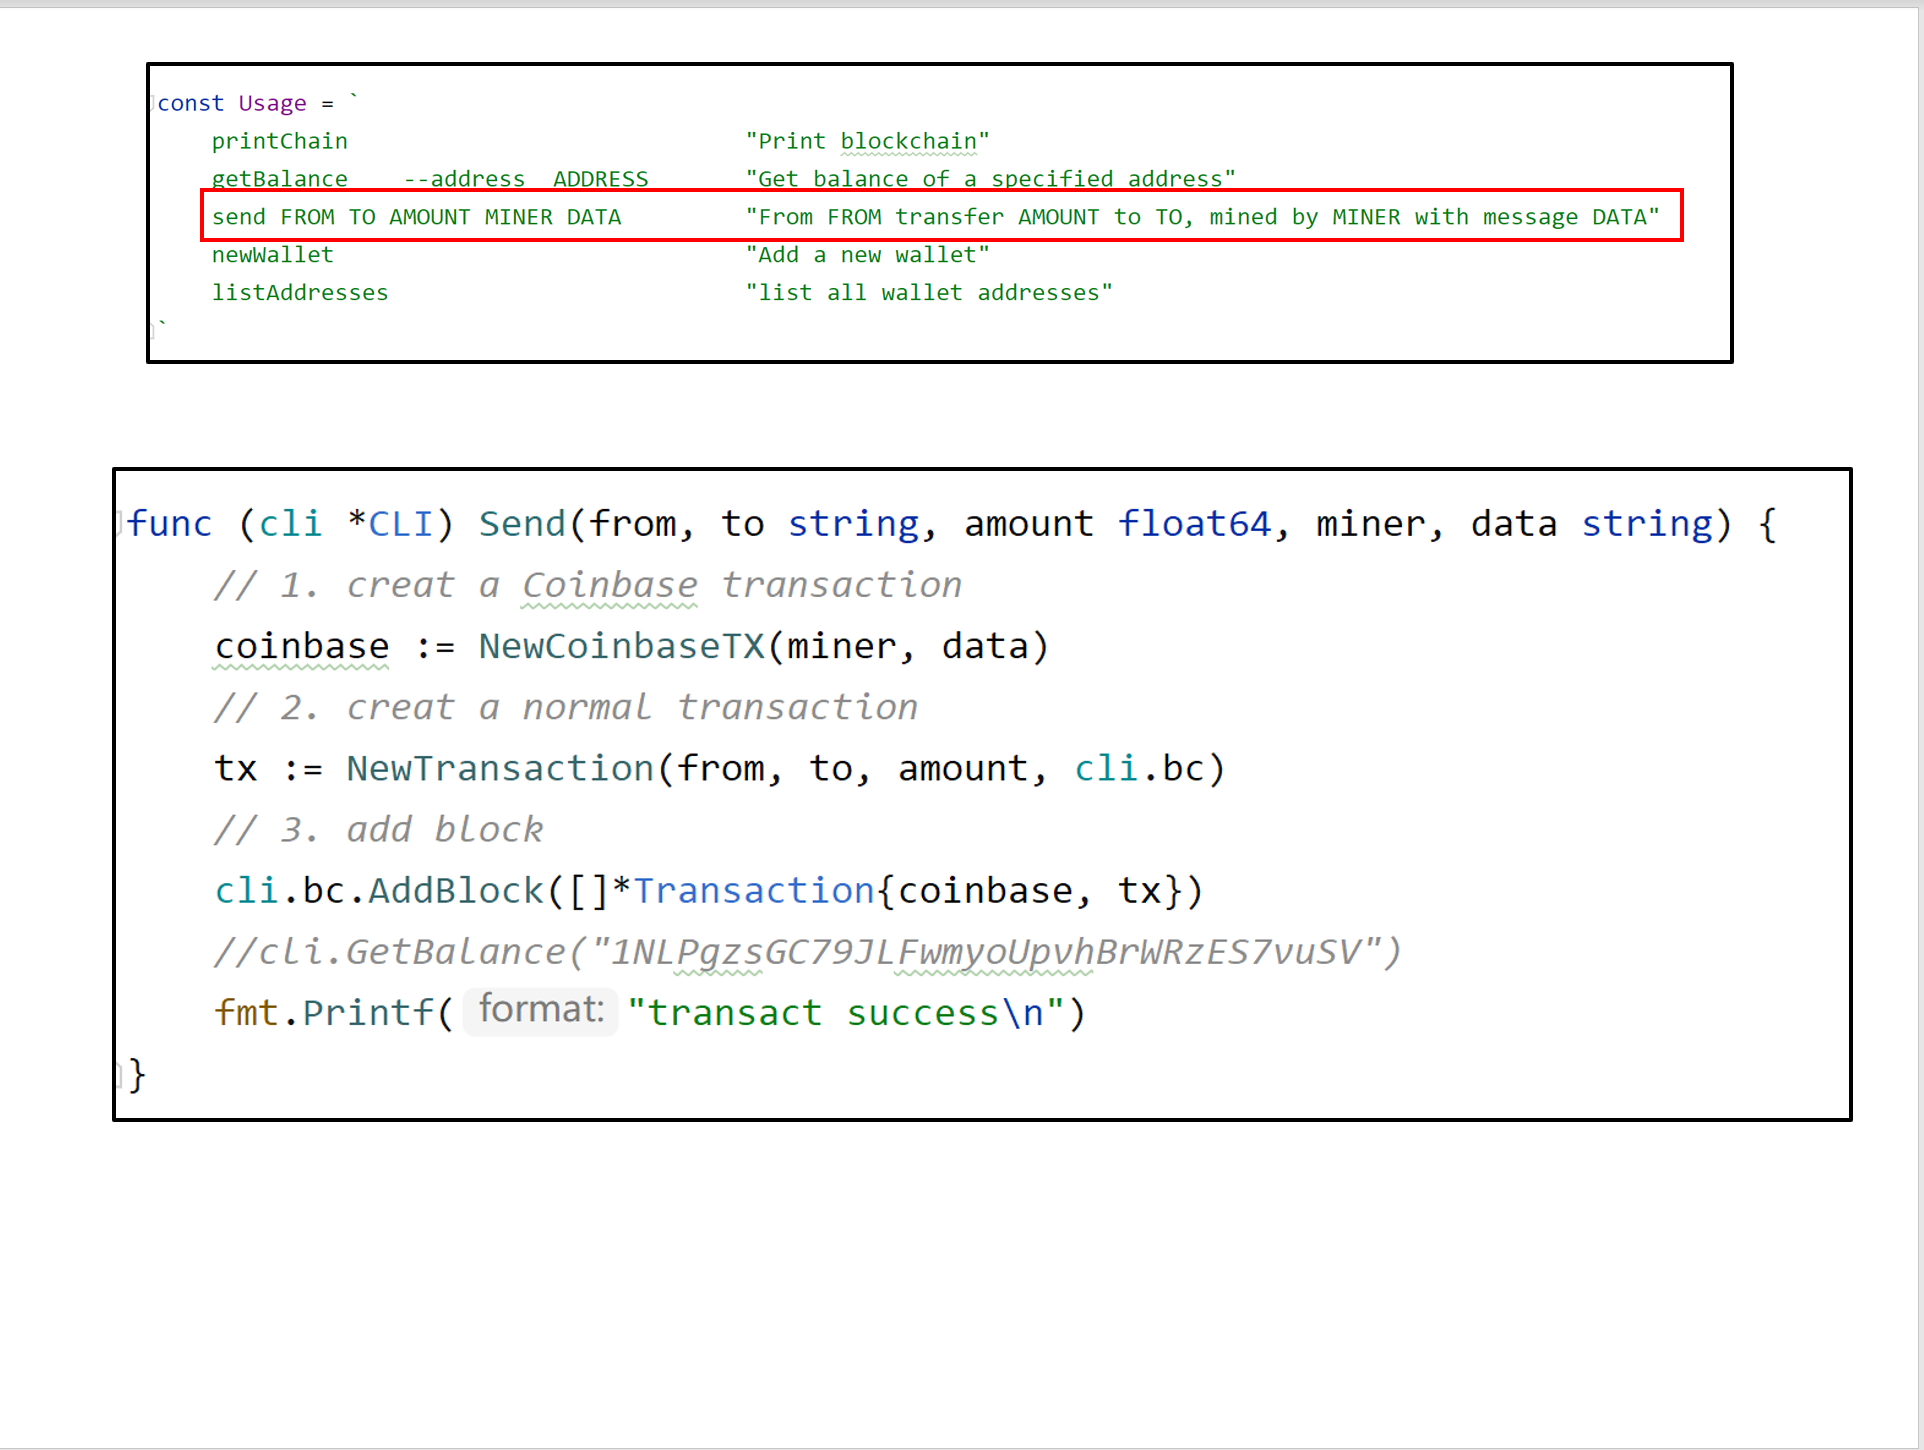 const Usage = `
printChain "Print blockchain"
getBalance --address ADDRESS "Get balance of a specified address"
send FROM TO AMOUNT MINER DATA "From FROM transfer AMOUNT to TO, mined by MINER with message DATA"
newWallet "Add a new wallet"
listAddresses "list all wallet addresses"
`
func (cli *CLI) Send(from, to string, amount float64, miner, data string) {
// 1. creat a Coinbase transaction
coinbase := NewCoinbaseTX(miner, data)
// 2. creat a normal transaction
tx := NewTransaction(from, to, amount, cli.bc)
// 3. add block
cli.bc.AddBlock([]*Transaction{coinbase, tx})
//cli.GetBalance("1NLPgzsGC79JLFwmyoUpvhBrWRzES7vuSV")
fmt.Printf( format: "transact success\n")
}